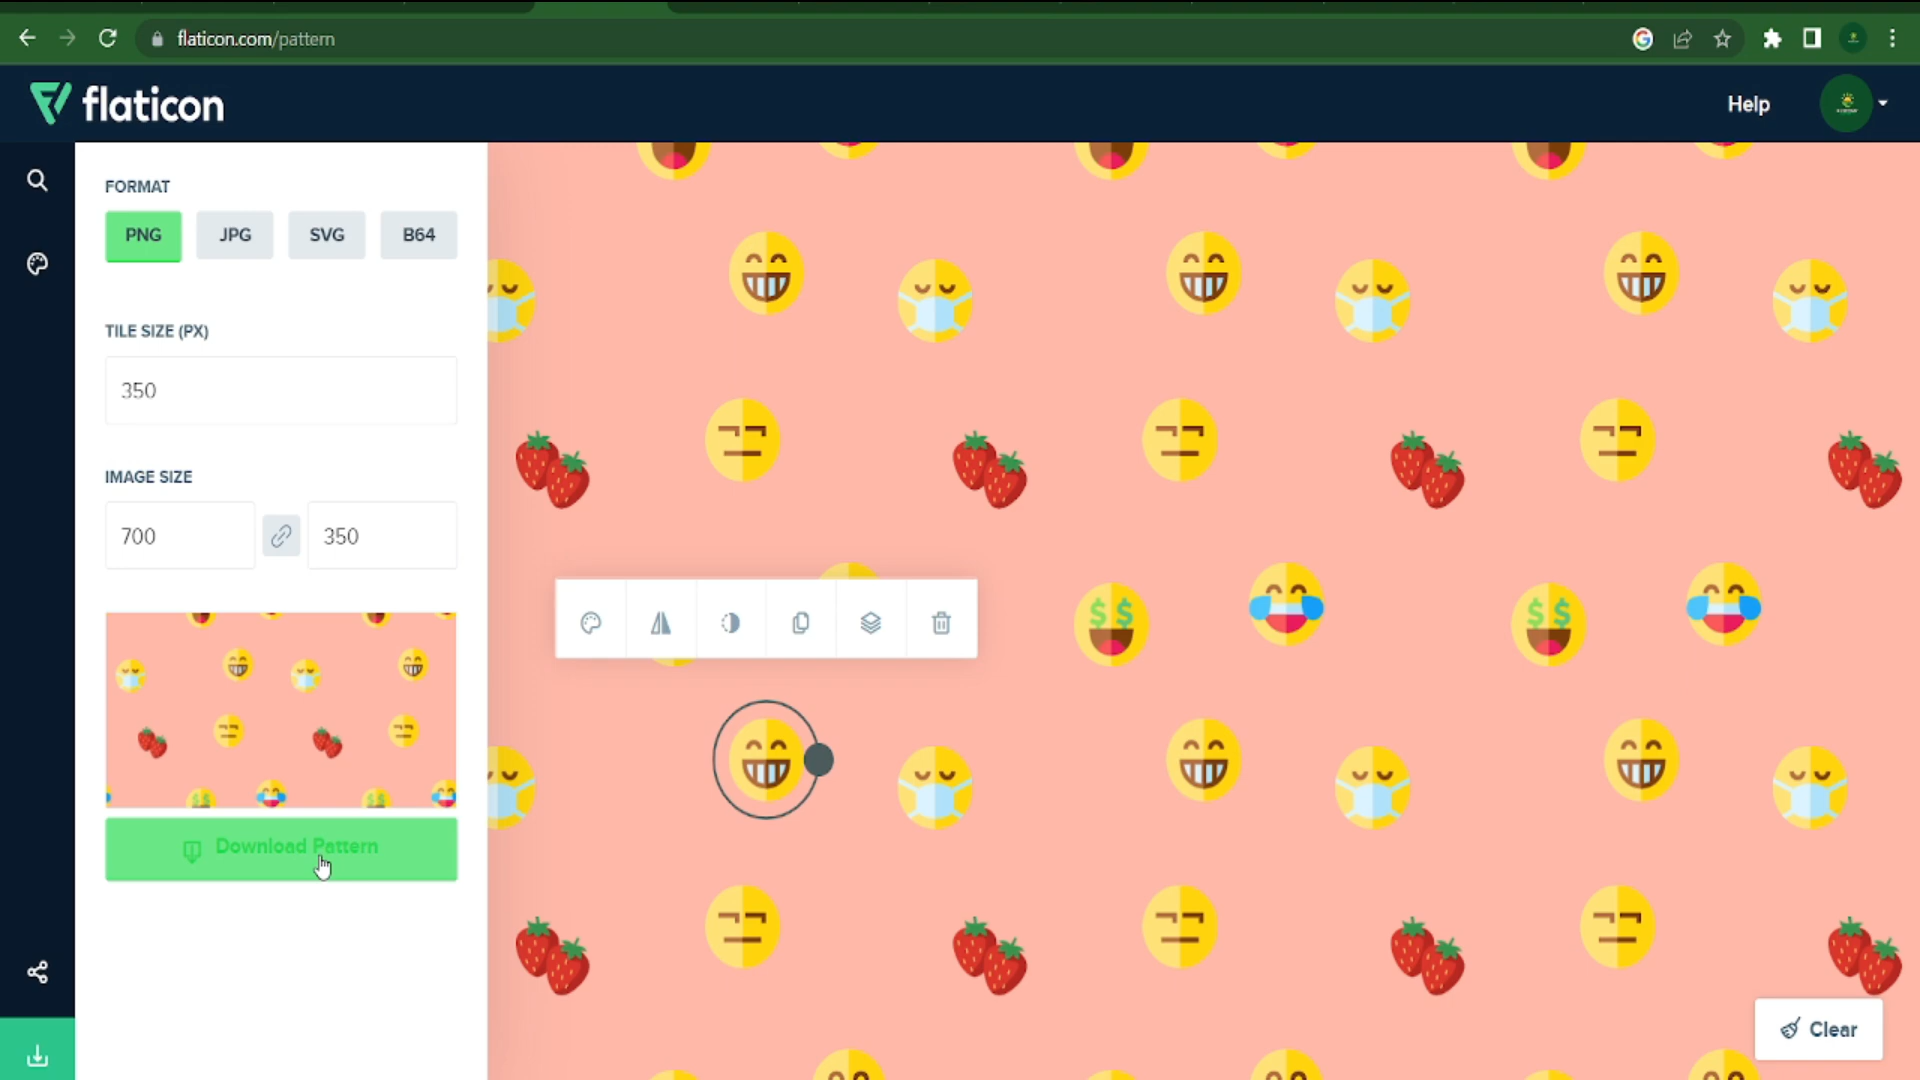 flaticon.com/pattern
flaticon
Help
FORMAT
PNG JPG SVG B64
TILE SIZE (PX)
350
IMAGE SIZE
700 350
Download Pattern
Clear